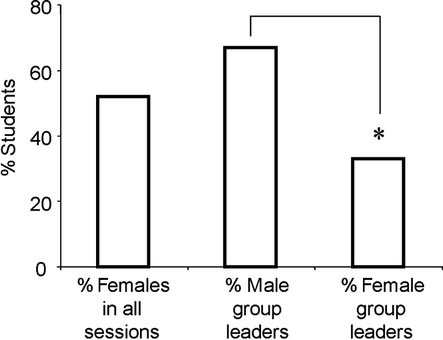 80
60
40
20
0
% Students
*
% Females
in all
sessions
% Male
group
leaders
% Female
group
leaders